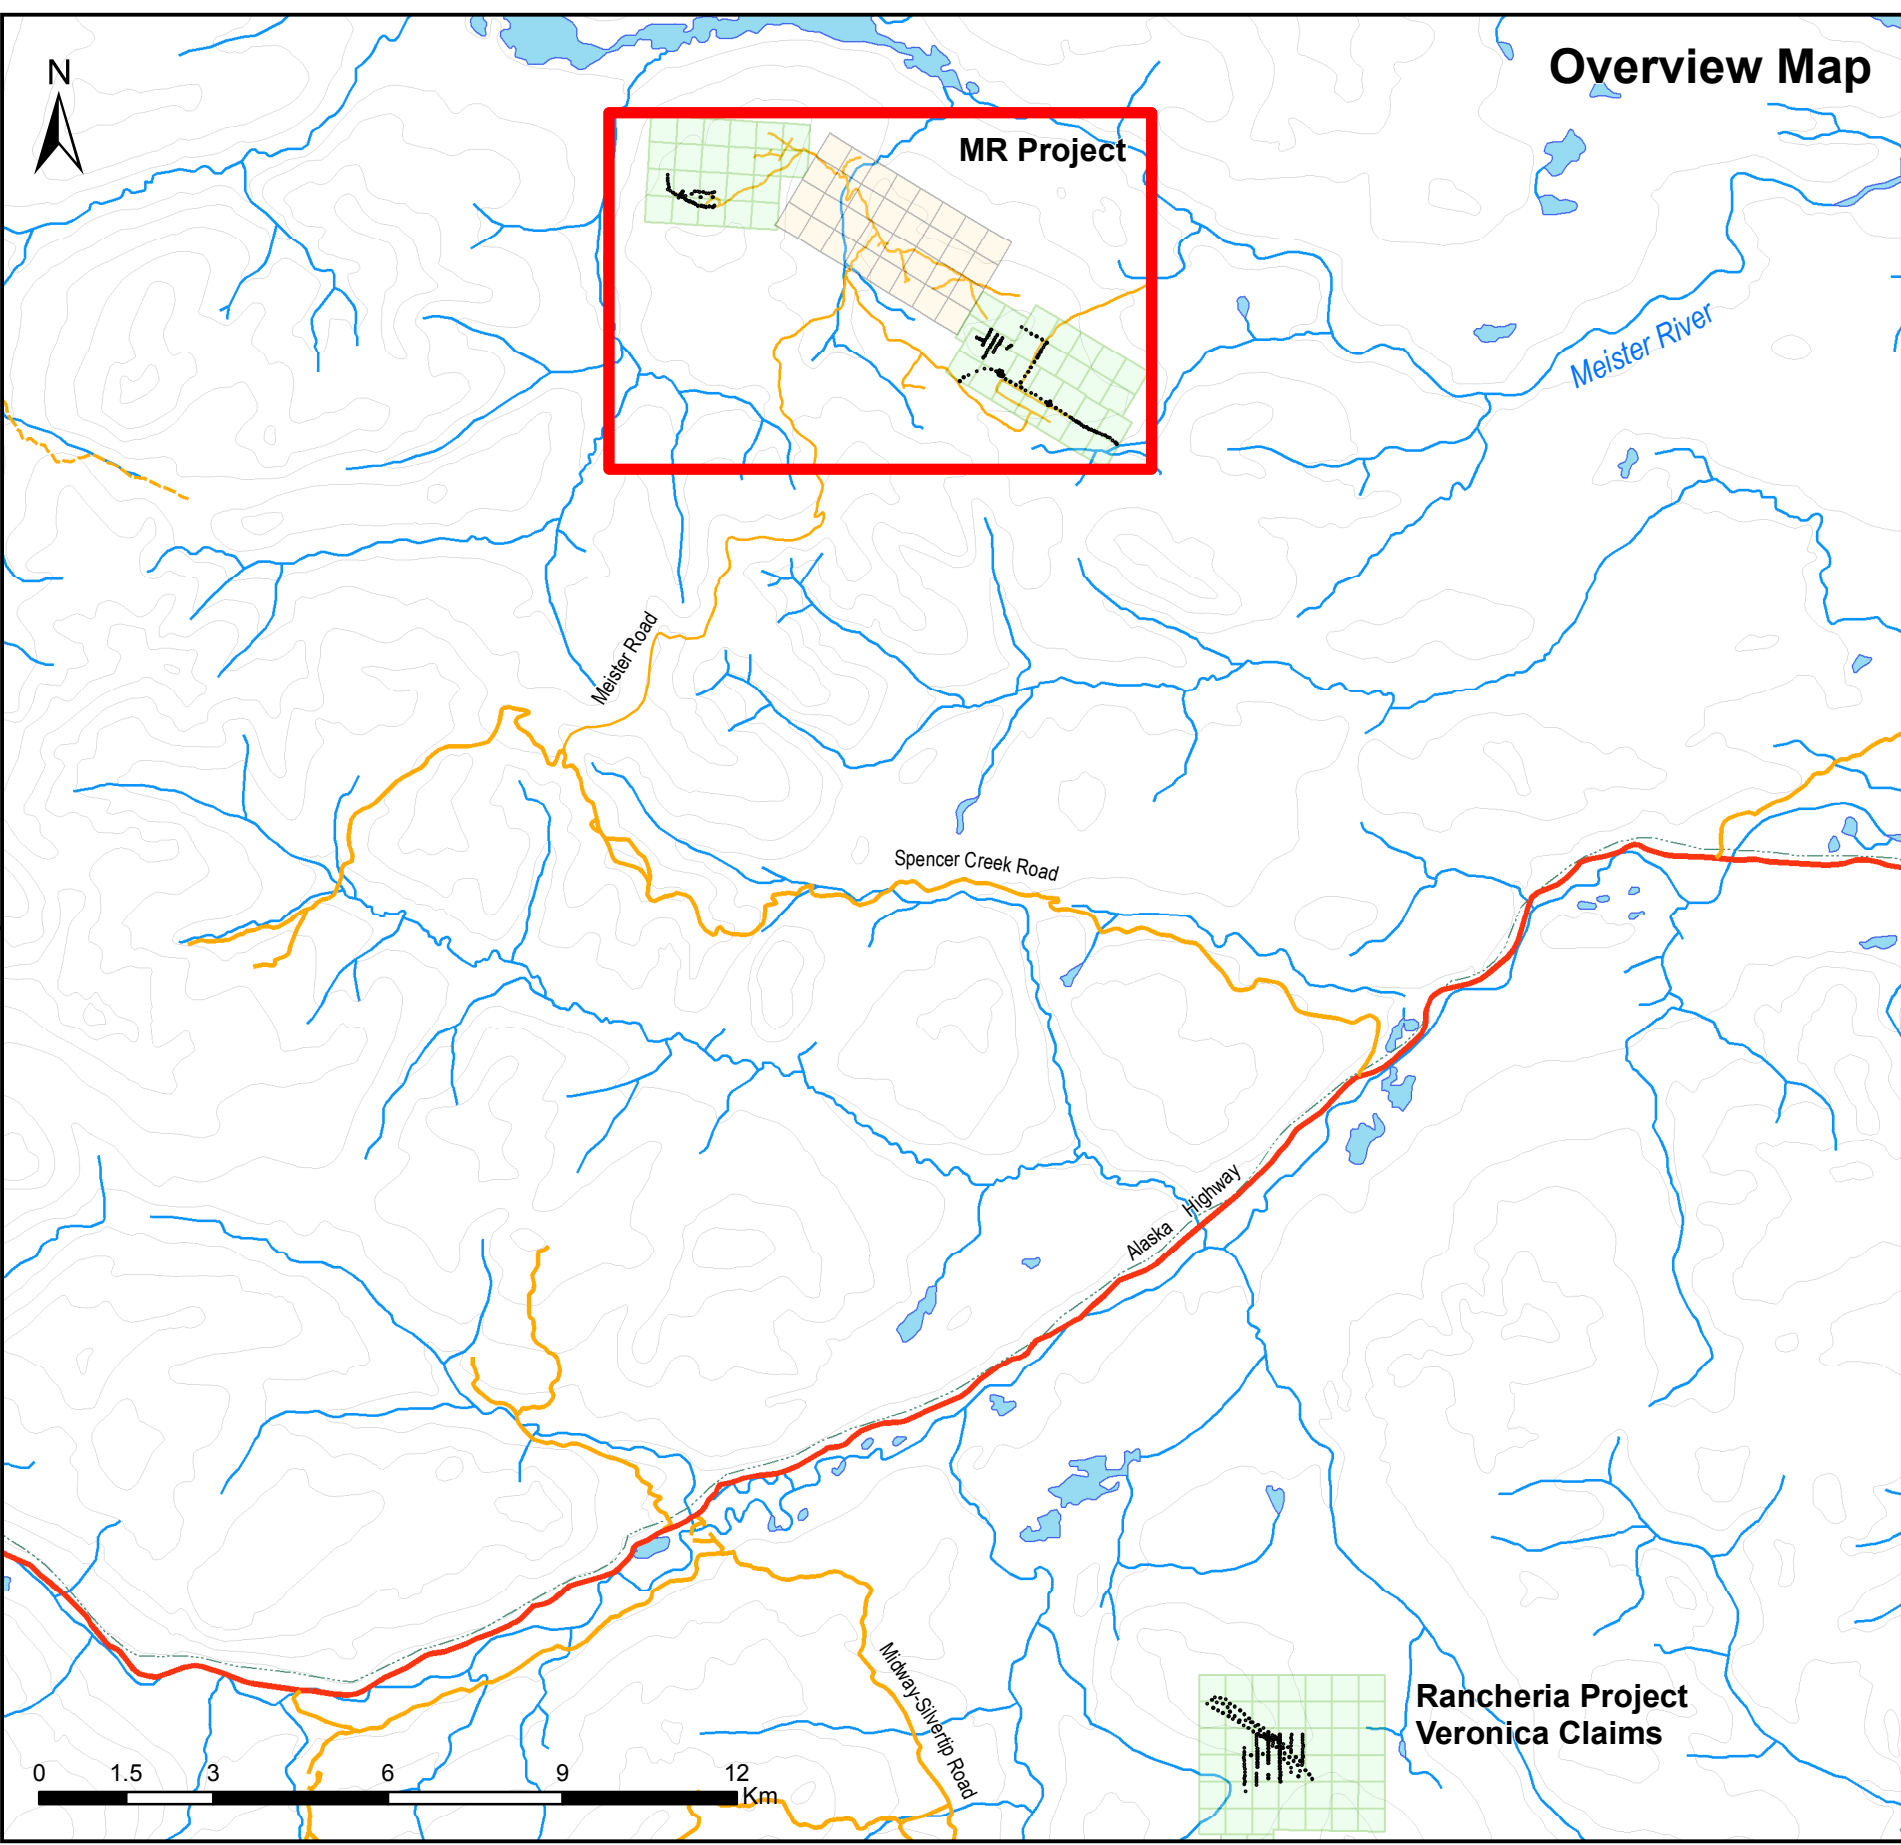 Overview Map
N
MR Project
Meister River
Meister Road
Spencer Creek Road
Alaska Highway
Midway-Silvertip Road
Rancheria Project
Veronica Claims
0 1.5 3 6 9 12
Km